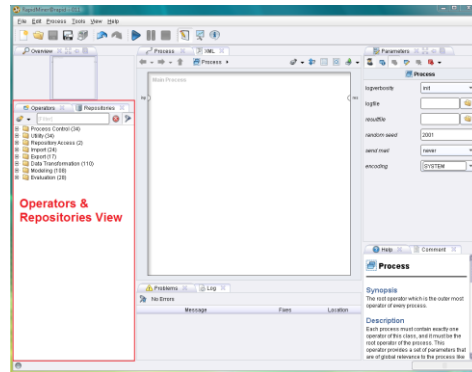 File Edit Process Tools View Help
Overview
Process
XML
Parameters
Process
Main Process
Process
logverbosity
init
logfile
resultfile
random seed
2001
send mail
never
encoding
SYSTEM
Operators
Repositories
Process Control (34)
Utility (34)
Repository Access (2)
Import (24)
Export (17)
Data Transformation (110)
Modeling (108)
Evaluation (28)
Operators &
Repositories View
Help
Comment
Process
Synopsis
The root operator which is the outer most
operator of every process.
Description
Each process must contain exactly one
operator of this class, and it must be the
root operator of the process. This
operator provides a set of parameters that
are of global relevance to the process like
Problems
Log
No Errors
Message Fixes Location